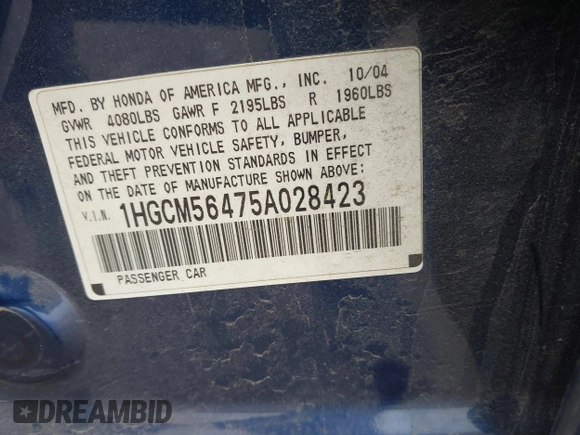 MFD. BY HONDA OF AMERICA MFG., INC. 10/04
GVWR 4080LBS GAWR F 2195LBS R 1960LBS
THIS VEHICLE CONFORMS TO ALL APPLICABLE
FEDERAL MOTOR VEHICLE SAFETY, BUMPER,
AND THEFT PREVENTION STANDARDS IN EFFECT
ON THE DATE OF MANUFACTURE SHOWN ABOVE.
V.I.N. 1HGCM56475A028423
PASSENGER CAR
DREAMBID